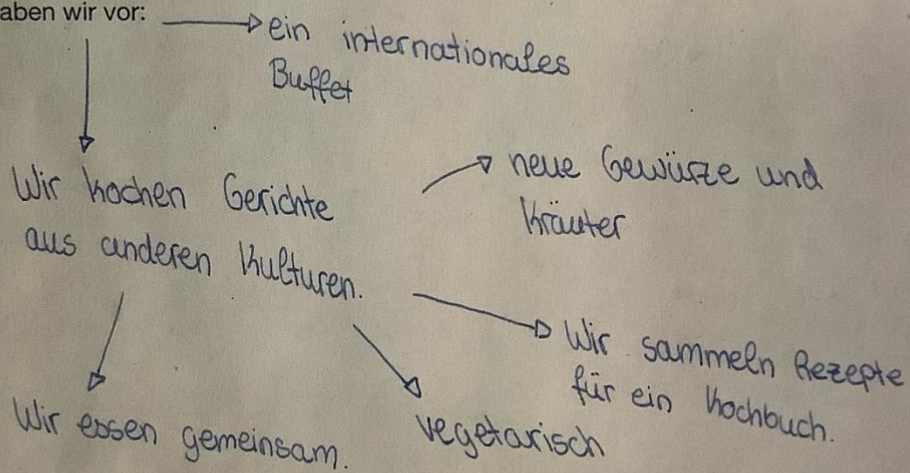 aben wir vor:
ein internationales
Buffet
Wir kochen Gerichte
aus anderen Kulturen.
neue Gewürze und
Kräuter
Wir sammeln Rezepte
für ein Kochbuch.
vegetarisch
Wir essen gemeinsam.